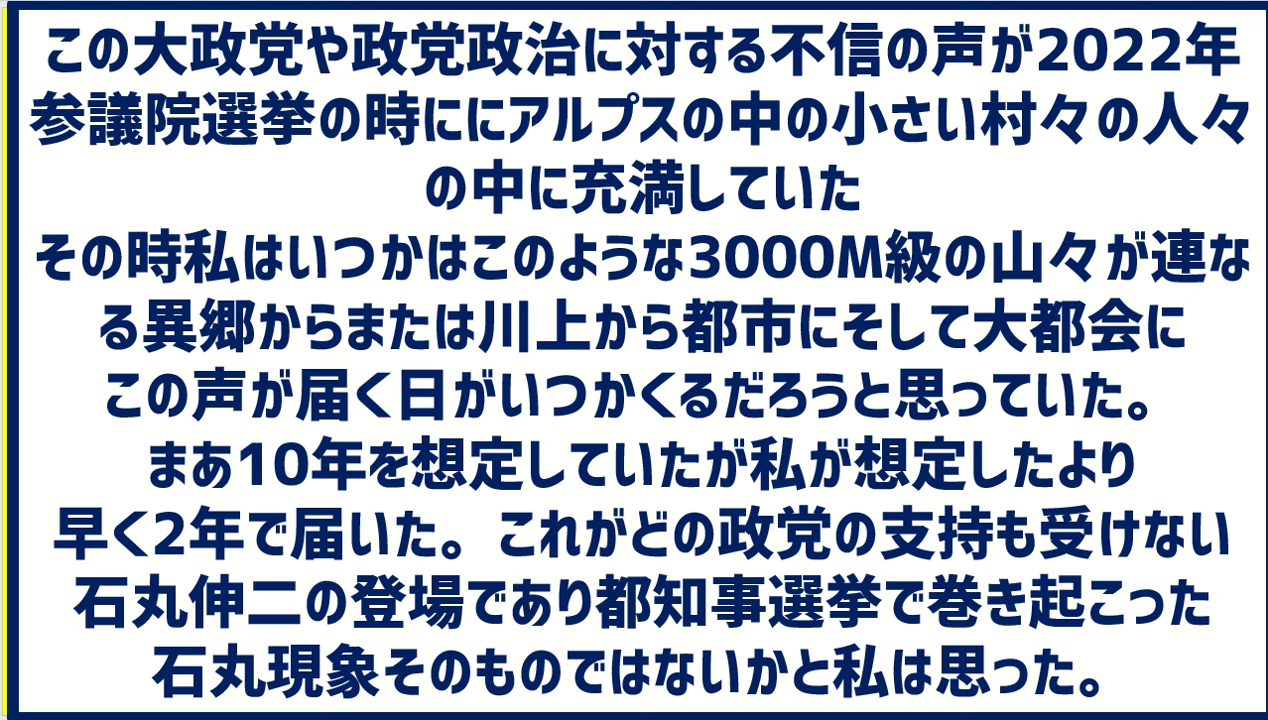 この大政党や政党政治に対する不信の声が2022年
参議院選挙の時ににアルプスの中の小さい村々の人々
の中に充満していた
その時私はいつかはこのような3000M級の山々が連な
る異郷からまたは川上から都市にそして大都会に
この声が届く日がいつかくるだろうと思っていた。
まあ10年を想定していたが私が想定したより
早く2年で届いた。これがどの政党の支持も受けない
石丸伸二の登場であり都知事選挙で巻き起こった
石丸現象そのものではないかと私は思った。